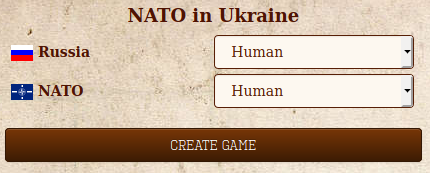 NATO in Ukraine
Russia Human
NATO Human
CREATE GAME